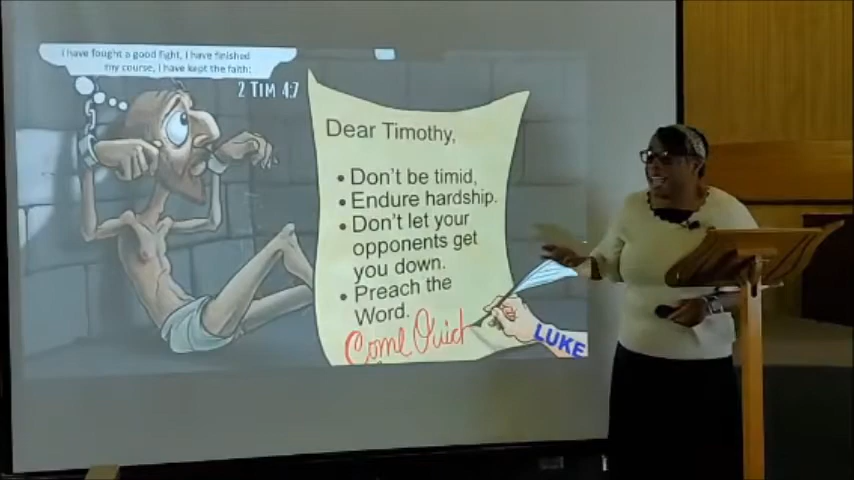 I have fought a good fight, I have finished
my course, I have kept the faith:
2 TIM 4:7
Dear Timothy,
• Don't be timid,
• Endure hardship.
• Don't let your
opponents get
you down.
• Preach the
Word.
Come Quick
LUKE